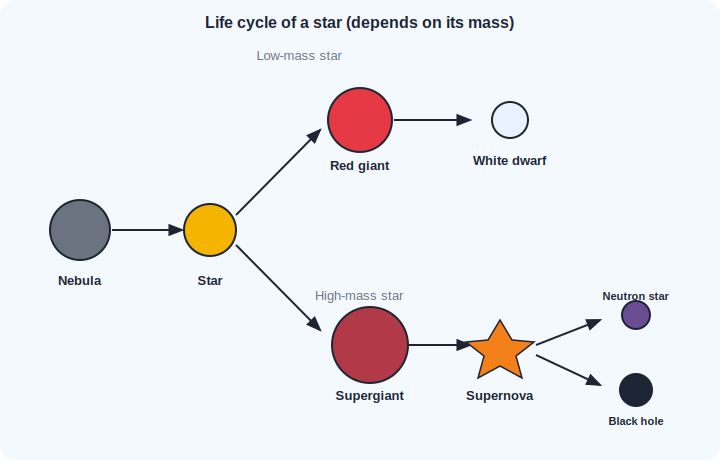 Life cycle of a star (depends on its mass)
Low-mass star
Red giant
White dwarf
Nebula
Star
High-mass star
Neutron star
Supergiant
Supernova
Black hole